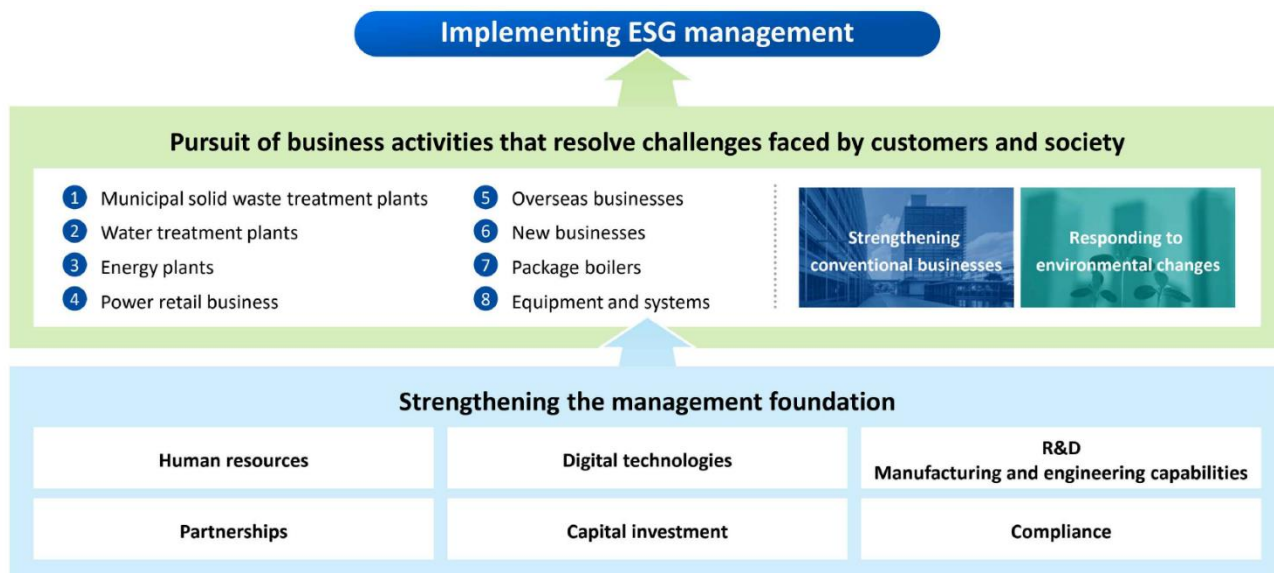 Implementing ESG management
Pursuit of business activities that resolve challenges faced by customers and society
1 Municipal solid waste treatment plants
2 Water treatment plants
3 Energy plants
4 Power retail business
5 Overseas businesses
6 New businesses
7 Package boilers
8 Equipment and systems
Strengthening
conventional businesses
Responding to
environmental changes
Strengthening the management foundation
Human resources
Digital technologies
R&D
Manufacturing and engineering capabilities
Partnerships
Capital investment
Compliance